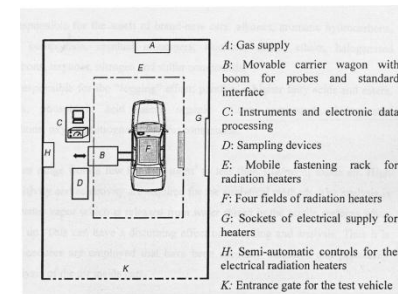 A
E
C
G
H
B
F
D
K
A: Gas supply
B: Movable carrier wagon with
boom for probes and standard
interface
C: Instruments and electronic data
processing
D: Sampling devices
E: Mobile fastening rack for
radiation heaters
F: Four fields of radiation heaters
G: Sockets of electrical supply for
heaters
H: Semi-automatic controls for the
electrical radiation heaters
K: Entrance gate for the test vehicle